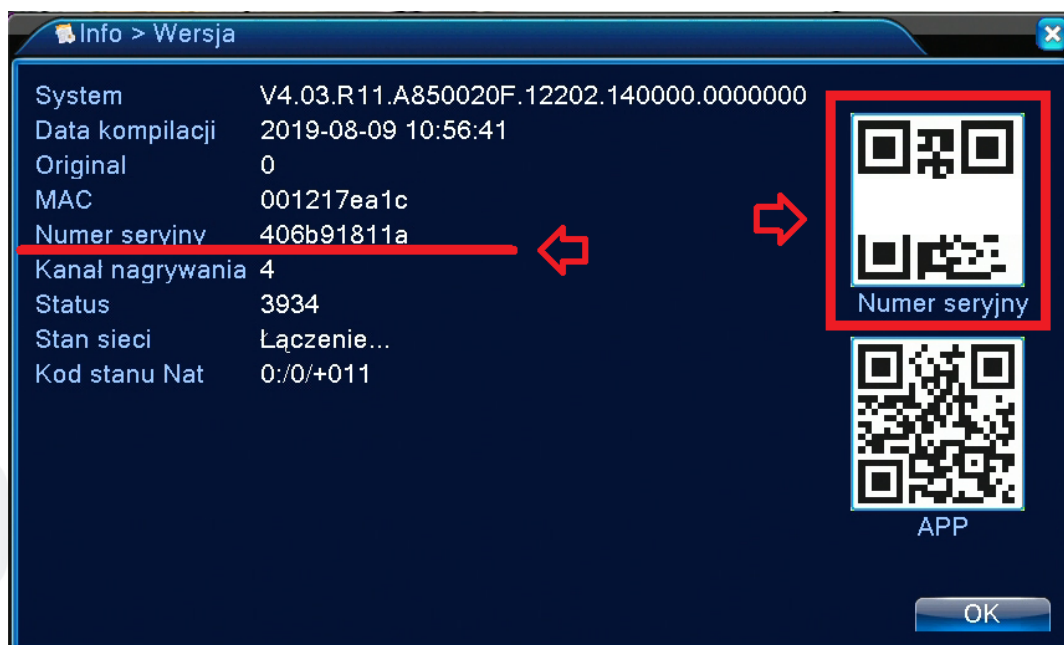 Info > Wersja
System V4.03.R11.A850020F.12202.140000.0000000
Data kompilacji 2019-08-09 10:56:41
Original 0
MAC 001217ea1c
Numer seryjny 406b91811a
Kanał nagrywania 4
Status 3934
Stan sieci Łączenie...
Kod stanu Nat 0:/0/+011
Numer seryjny
APP
OK